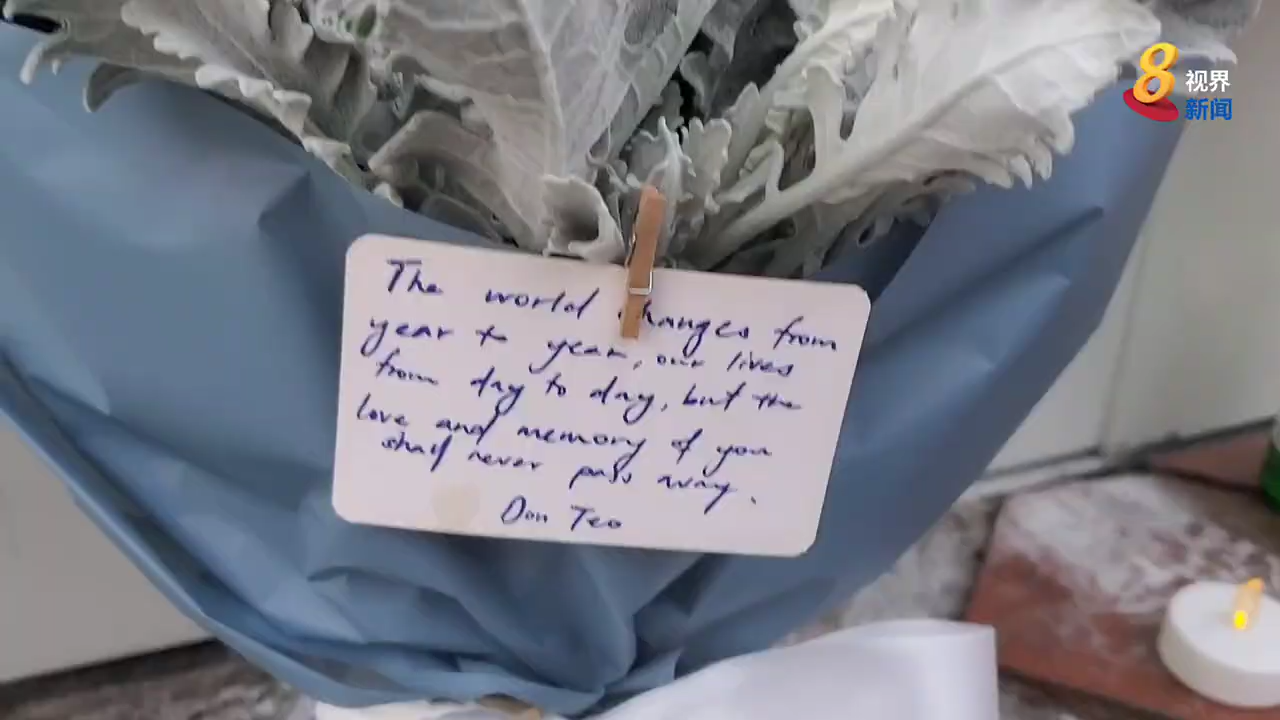 8 视界
新闻
The world changes from
year to year, our lives
from day to day, but the
love and memory of you
shall never pass away.
Don Teo